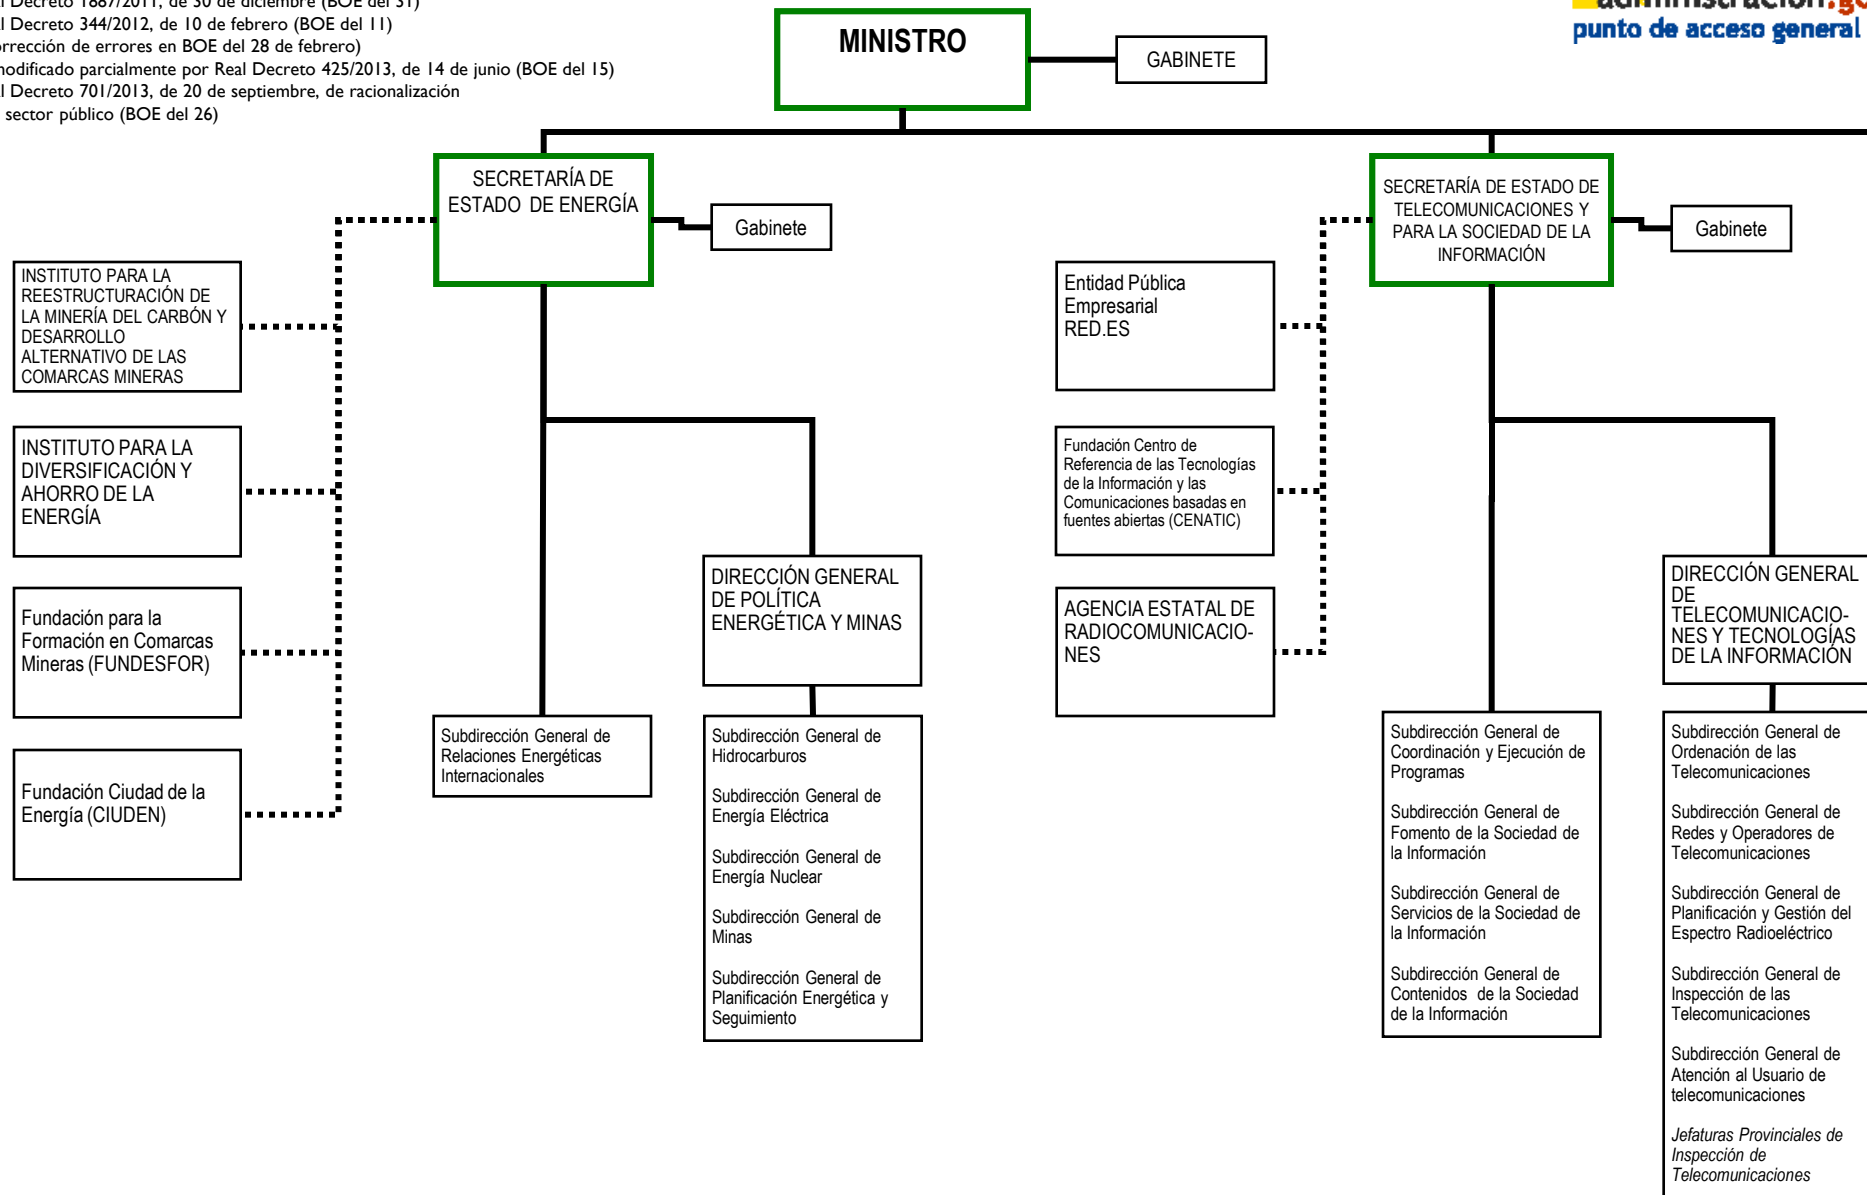 Decreto 1887/2011, de 30 de diciembre (BOE del 31)
Decreto 344/2012, de 10 de febrero (BOE del 11)
de errores en BOE del 28 de febrero)
modificado parcialmente por Real Decreto 425/2013, de 14 de junio (BOE del 15)
Decreto 701/2013, de 20 de septiembre, de racionalización
sector público (BOE del 26)
punto de acceso general
MINISTRO
GABINETE
SECRETARÍA DE
ESTADO DE ENERGÍA
Gabinete
SECRETARÍA DE ESTADO DE
TELECOMUNICACIONES Y
PARA LA SOCIEDAD DE LA
INFORMACIÓN
Gabinete
INSTITUTO PARA LA
REESTRUCTURACIÓN DE
LA MINERÍA DEL CARBÓN Y
DESARROLLO
ALTERNATIVO DE LAS
COMARCAS MINERAS
INSTITUTO PARA LA
DIVERSIFICACIÓN Y
AHORRO DE LA
ENERGÍA
Fundación para la
Formación en Comarcas
Mineras (FUNDESFOR)
Fundación Ciudad de la
Energía (CIUDEN)
Subdirección General de
Relaciones Energéticas
Internacionales
DIRECCIÓN GENERAL
DE POLÍTICA
ENERGÉTICA Y MINAS
Subdirección General de
Hidrocarburos
Subdirección General de
Energía Eléctrica
Subdirección General de
Energía Nuclear
Subdirección General de
Minas
Subdirección General de
Planificación Energética y
Seguimiento
Entidad Pública
Empresarial
RED.ES
Fundación Centro de
Referencia de las Tecnologías
de la Información y las
Comunicaciones basadas en
fuentes abiertas (CENATIC)
AGENCIA ESTATAL DE
RADIOCOMUNICACIO-
NES
Subdirección General de
Coordinación y Ejecución de
Programas
Subdirección General de
Fomento de la Sociedad de
la Información
Subdirección General de
Servicios de la Sociedad de
la Información
Subdirección General de
Contenidos de la Sociedad
de la Información
DIRECCIÓN GENERAL
DE
TELECOMUNICACIO-
NES Y TECNOLOGÍAS
DE LA INFORMACIÓN
Subdirección General de
Ordenación de las
Telecomunicaciones
Subdirección General de
Redes y Operadores de
Telecomunicaciones
Subdirección General de
Planificación y Gestión del
Espectro Radioeléctrico
Subdirección General de
Inspección de las
Telecomunicaciones
Subdirección General de
Atención al Usuario de
telecomunicaciones
Jefaturas Provinciales de
Inspección de
Telecomunicaciones